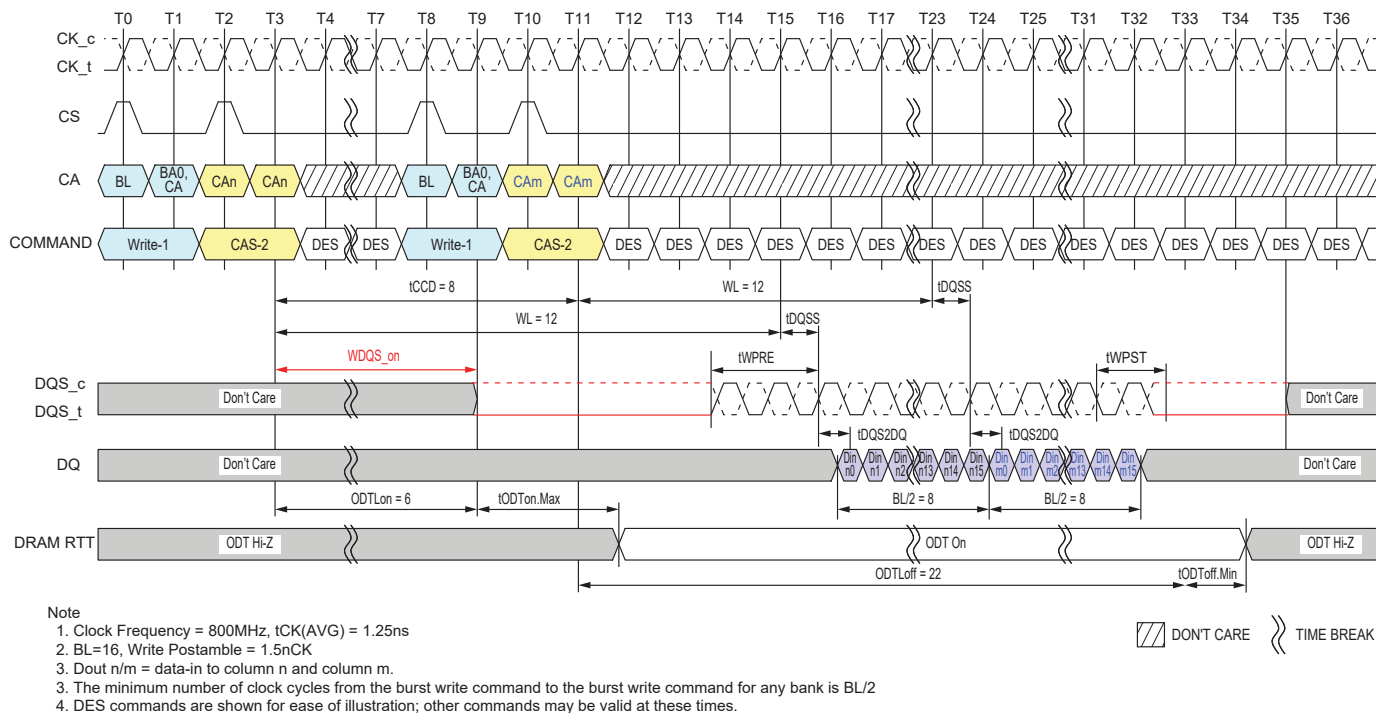 T0 T1 T2 T3 T4 T7 T8 T9 T10 T11 T12 T13 T14 T15 T16 T17 T23 T24 T25 T31 T32 T33 T34 T35 T36
CK_c
CK_t
CS
CA BL BA0, CA CAn CAn BL BA0, CA CAm CAm
COMMAND Write-1 CAS-2 DES DES Write-1 CAS-2 DES DES DES DES DES DES DES DES DES DES DES DES DES DES DES
tCCD = 8 WL = 12 tDQSS
WL = 12 tDQSS
WDQS_on tWPRE tWPST
DQS_c
DQS_t
Don't Care Don't Care
tDQS2DQ tDQS2DQ
DQ Don't Care Din n0 Din n1 Din n2 Din n13 Din n14 Din n15 Din m0 Din m1 Din m2 Din m13 Din m14 Din m15 Don't Care
ODTLon = 6 tODTon.Max BL/2 = 8 BL/2 = 8
DRAM RTT ODT Hi-Z ODT On ODT Hi-Z
ODTLoff = 22 tODToff.Min
Note
1. Clock Frequency = 800MHz, tCK(AVG) = 1.25ns
2. BL=16, Write Postamble = 1.5nCK
3. Dout n/m = data-in to column n and column m.
3. The minimum number of clock cycles from the burst write command to the burst write command for any bank is BL/2
4. DES commands are shown for ease of illustration; other commands may be valid at these times.
DON'T CARE TIME BREAK